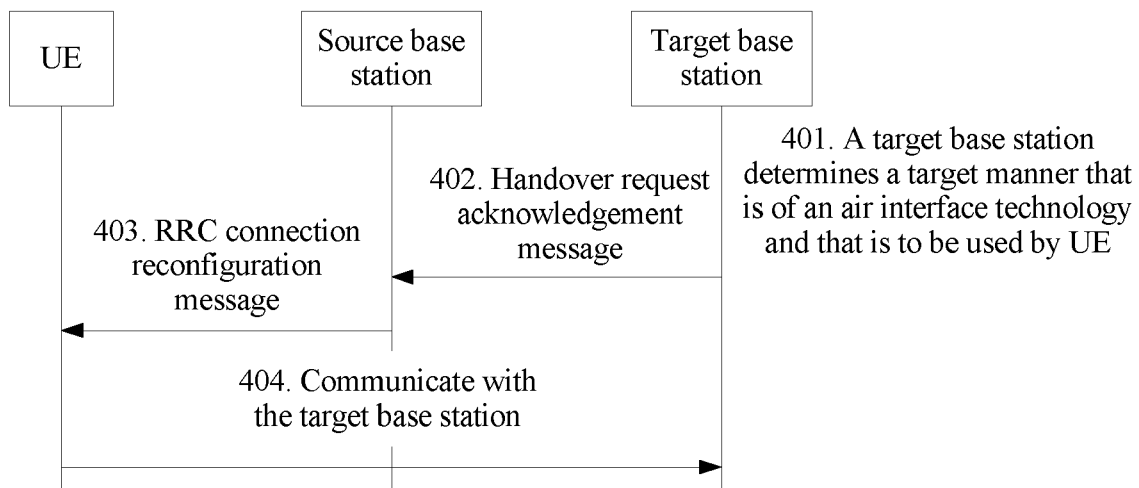 UE
Source base
station
Target base
station
401. A target base station
determines a target manner that
is of an air interface technology
and that is to be used by UE
402. Handover request
acknowledgement
message
403. RRC connection
reconfiguration
message
404. Communicate with
the target base station